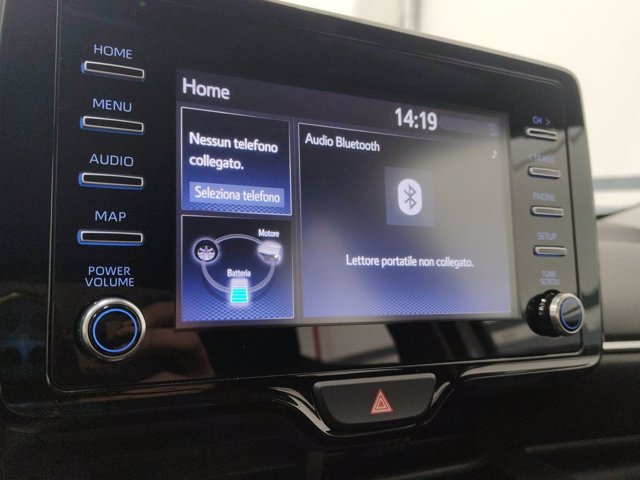 HOME
MENU
AUDIO
MAP
POWER
VOLUME
Home
14:19
Nessun telefono
collegato.
Seleziona telefono
Motore
Batteria
Audio Bluetooth
Lettore portatile non collegato.
CH >
TRACK
PHONE
SETUP
TUNE
SCROLL